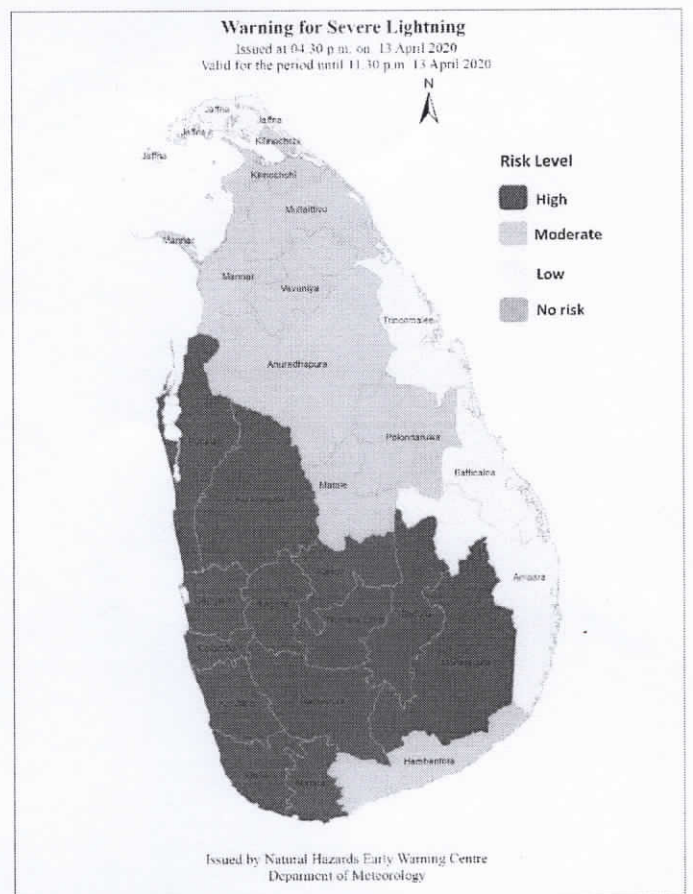 Warning for Severe Lightning
Issued at 04.30 p.m. on 13 April 2020
Valid for the period until 11.30 p.m. 13 April 2020
N
Jaffna
Jaffna
Jaffna
Kilinochchi
Jaffna
Kilinochchi
Risk Level
High
Mullaittivu
Moderate
Mannar
Low
Mannar
Vavuniya
No risk
Trincomalee
Anuradhapura
Polonnaruwa
Batticaloa
Matale
Ampara
Colombo
Hambantota
Issued by Natural Hazards Early Warning Centre
Department of Meteorology